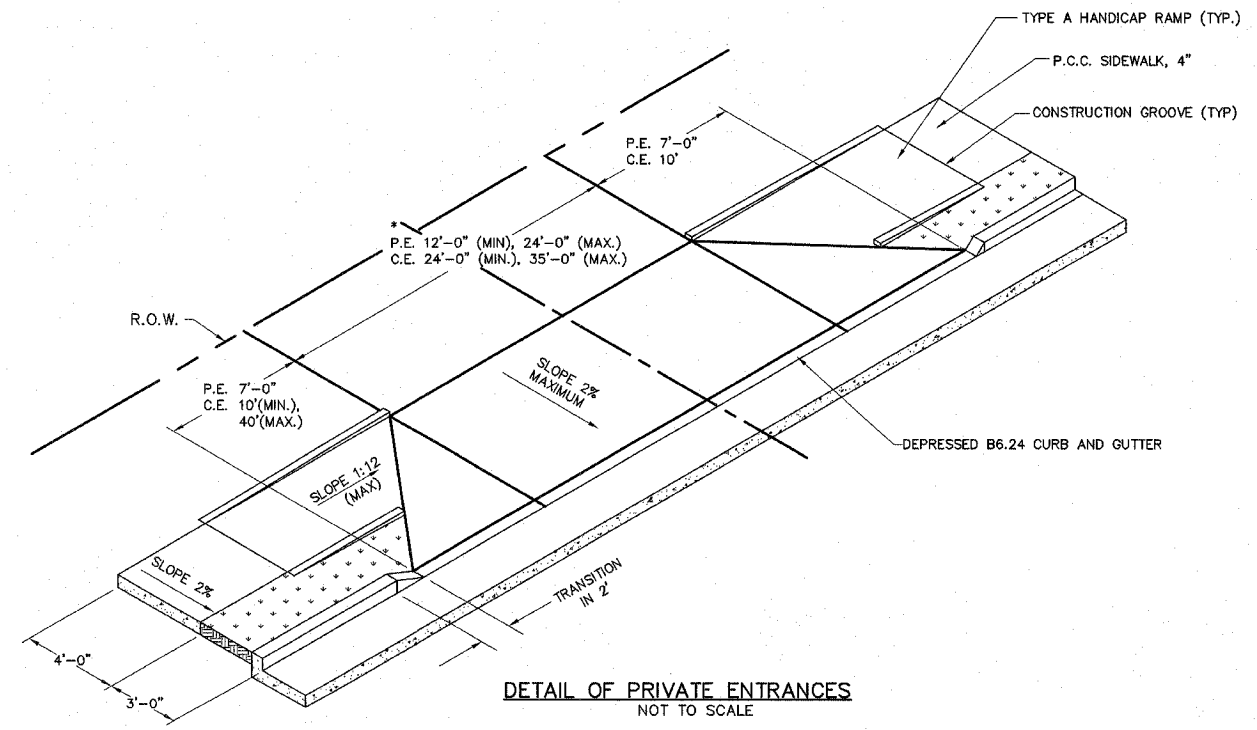 TYPE A HANDICAP RAMP (TYP.)
P.C.C. SIDEWALK, 4"
CONSTRUCTION GROOVE (TYP)
P.E. 7'-0"
C.E. 10'
*
P.E. 12'-0" (MIN), 24'-0" (MAX.)
C.E. 24'-0" (MIN.), 35'-0" (MAX.)
R.O.W.
P.E. 7'-0"
C.E. 10'(MIN.),
40'(MAX.)
SLOPE 2%
MAXIMUM
DEPRESSED B6.24 CURB AND GUTTER
SLOPE 1:12
(MAX)
SLOPE 2%
TRANSITION
IN 2'
4'-0"
3'-0"
DETAIL OF PRIVATE ENTRANCES
NOT TO SCALE